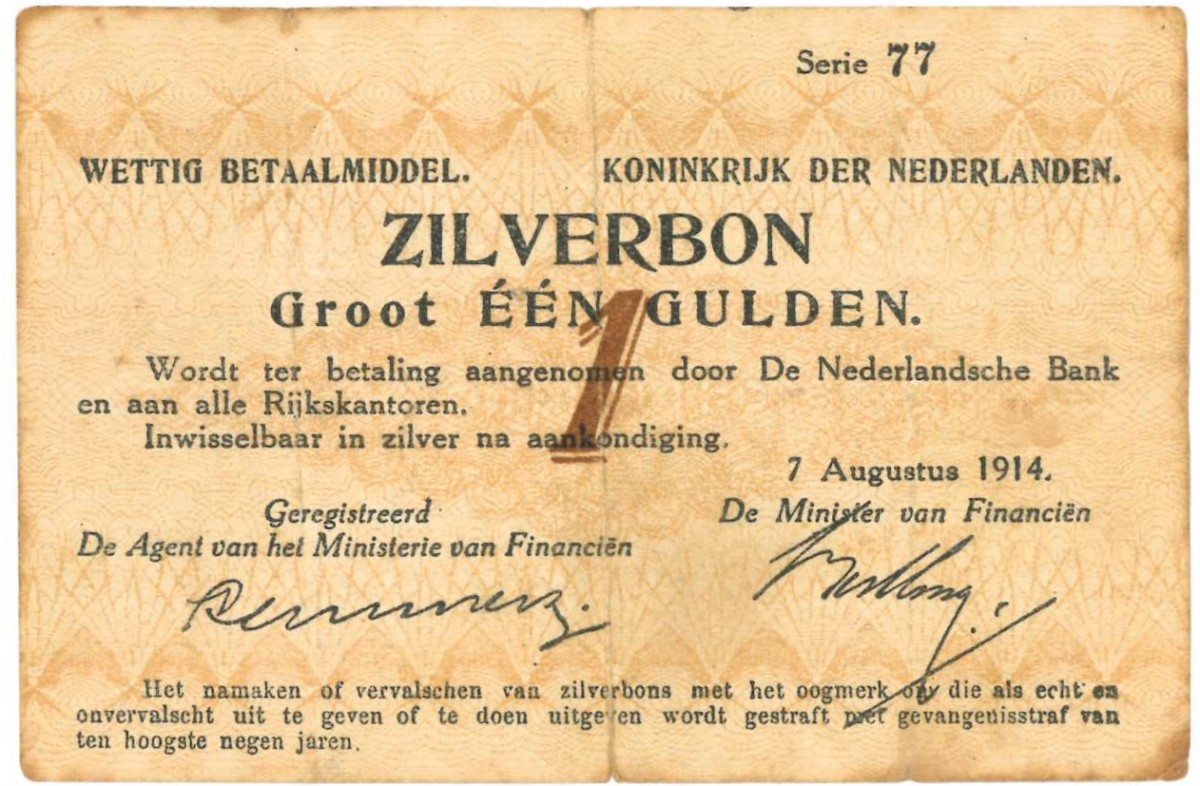 Serie 77
WETTIG BETAALMIDDEL. KONINKRIJK DER NEDERLANDEN.
ZILVERBON
Groot ÉÉN GULDEN.
1
Wordt ter betaling aangenomen door De Nederlandsche Bank
en aan alle Rijkskantoren.
Inwisselbaar in zilver na aankondiging.
7 Augustus 1914.
Geregistreerd
De Agent van het Ministerie van Financiën
De Minister van Financiën
Het namaken of vervalschen van zilverbons met het oogmerk om die als echt en
onvervalscht uit te geven of te doen uitgeven wordt gestraft met gevangenisstraf van
ten hoogste negen jaren.